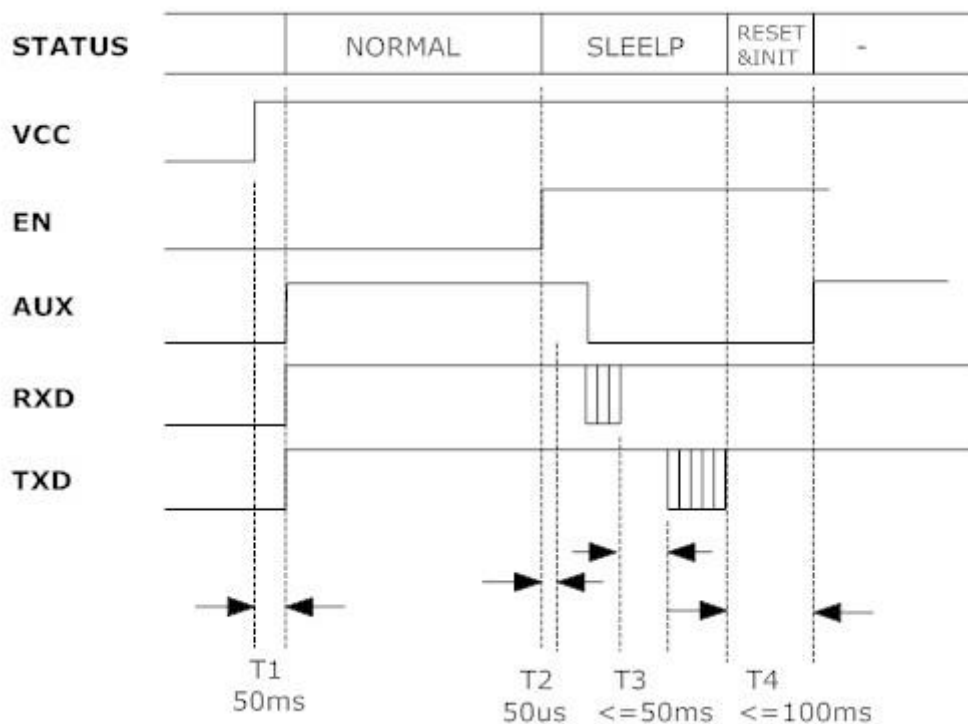 STATUS NORMAL SLEELP RESET &INIT -
VCC
EN
AUX
RXD
TXD
T1 T2 T3 T4
50ms 50us <=50ms <=100ms